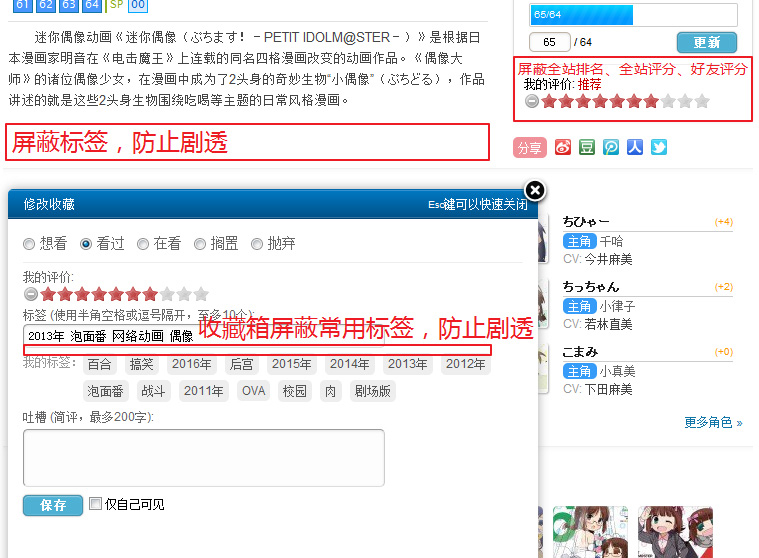 61 62 63 64 SP 00
迷你偶像动画《迷你偶像（ぷちます！－PETIT IDOLM@STER－）》是根据日
本漫画家明音在《电击魔王》上连载的同名四格漫画改变的动画作品。《偶像大
师》的诸位偶像少女，在漫画中成为了2头身的奇妙生物“小偶像”（ぷちどる），作品
讲述的就是这些2头身生物围绕吃喝等主题的日常风格漫画。
屏蔽标签，防止剧透
65/64
65 / 64 更新
屏蔽全站排名、全站评分、好友评分
我的评价: 推荐
分享 豆 人
修改收藏 Esc键可以快速关闭
想看 看过 在看 搁置 抛弃
我的评价:
标签 (使用半角空格或逗号隔开，至多10个):
2013年 泡面番 网络动画 偶像
收藏箱屏蔽常用标签，防止剧透
我的标签: 百合 搞笑 2016年 后宫 2015年 2014年 2013年 2012年
泡面番 战斗 2011年 OVA 校园 肉 剧场版
吐槽 (简评，最多200字):
保存 仅自己可见
ちひゃー (+4)
主角 千哈
CV: 今井麻美
ちっちゃん (+2)
主角 小律子
CV: 若林直美
こまみ (+0)
主角 小真美
CV: 下田麻美
更多角色 »